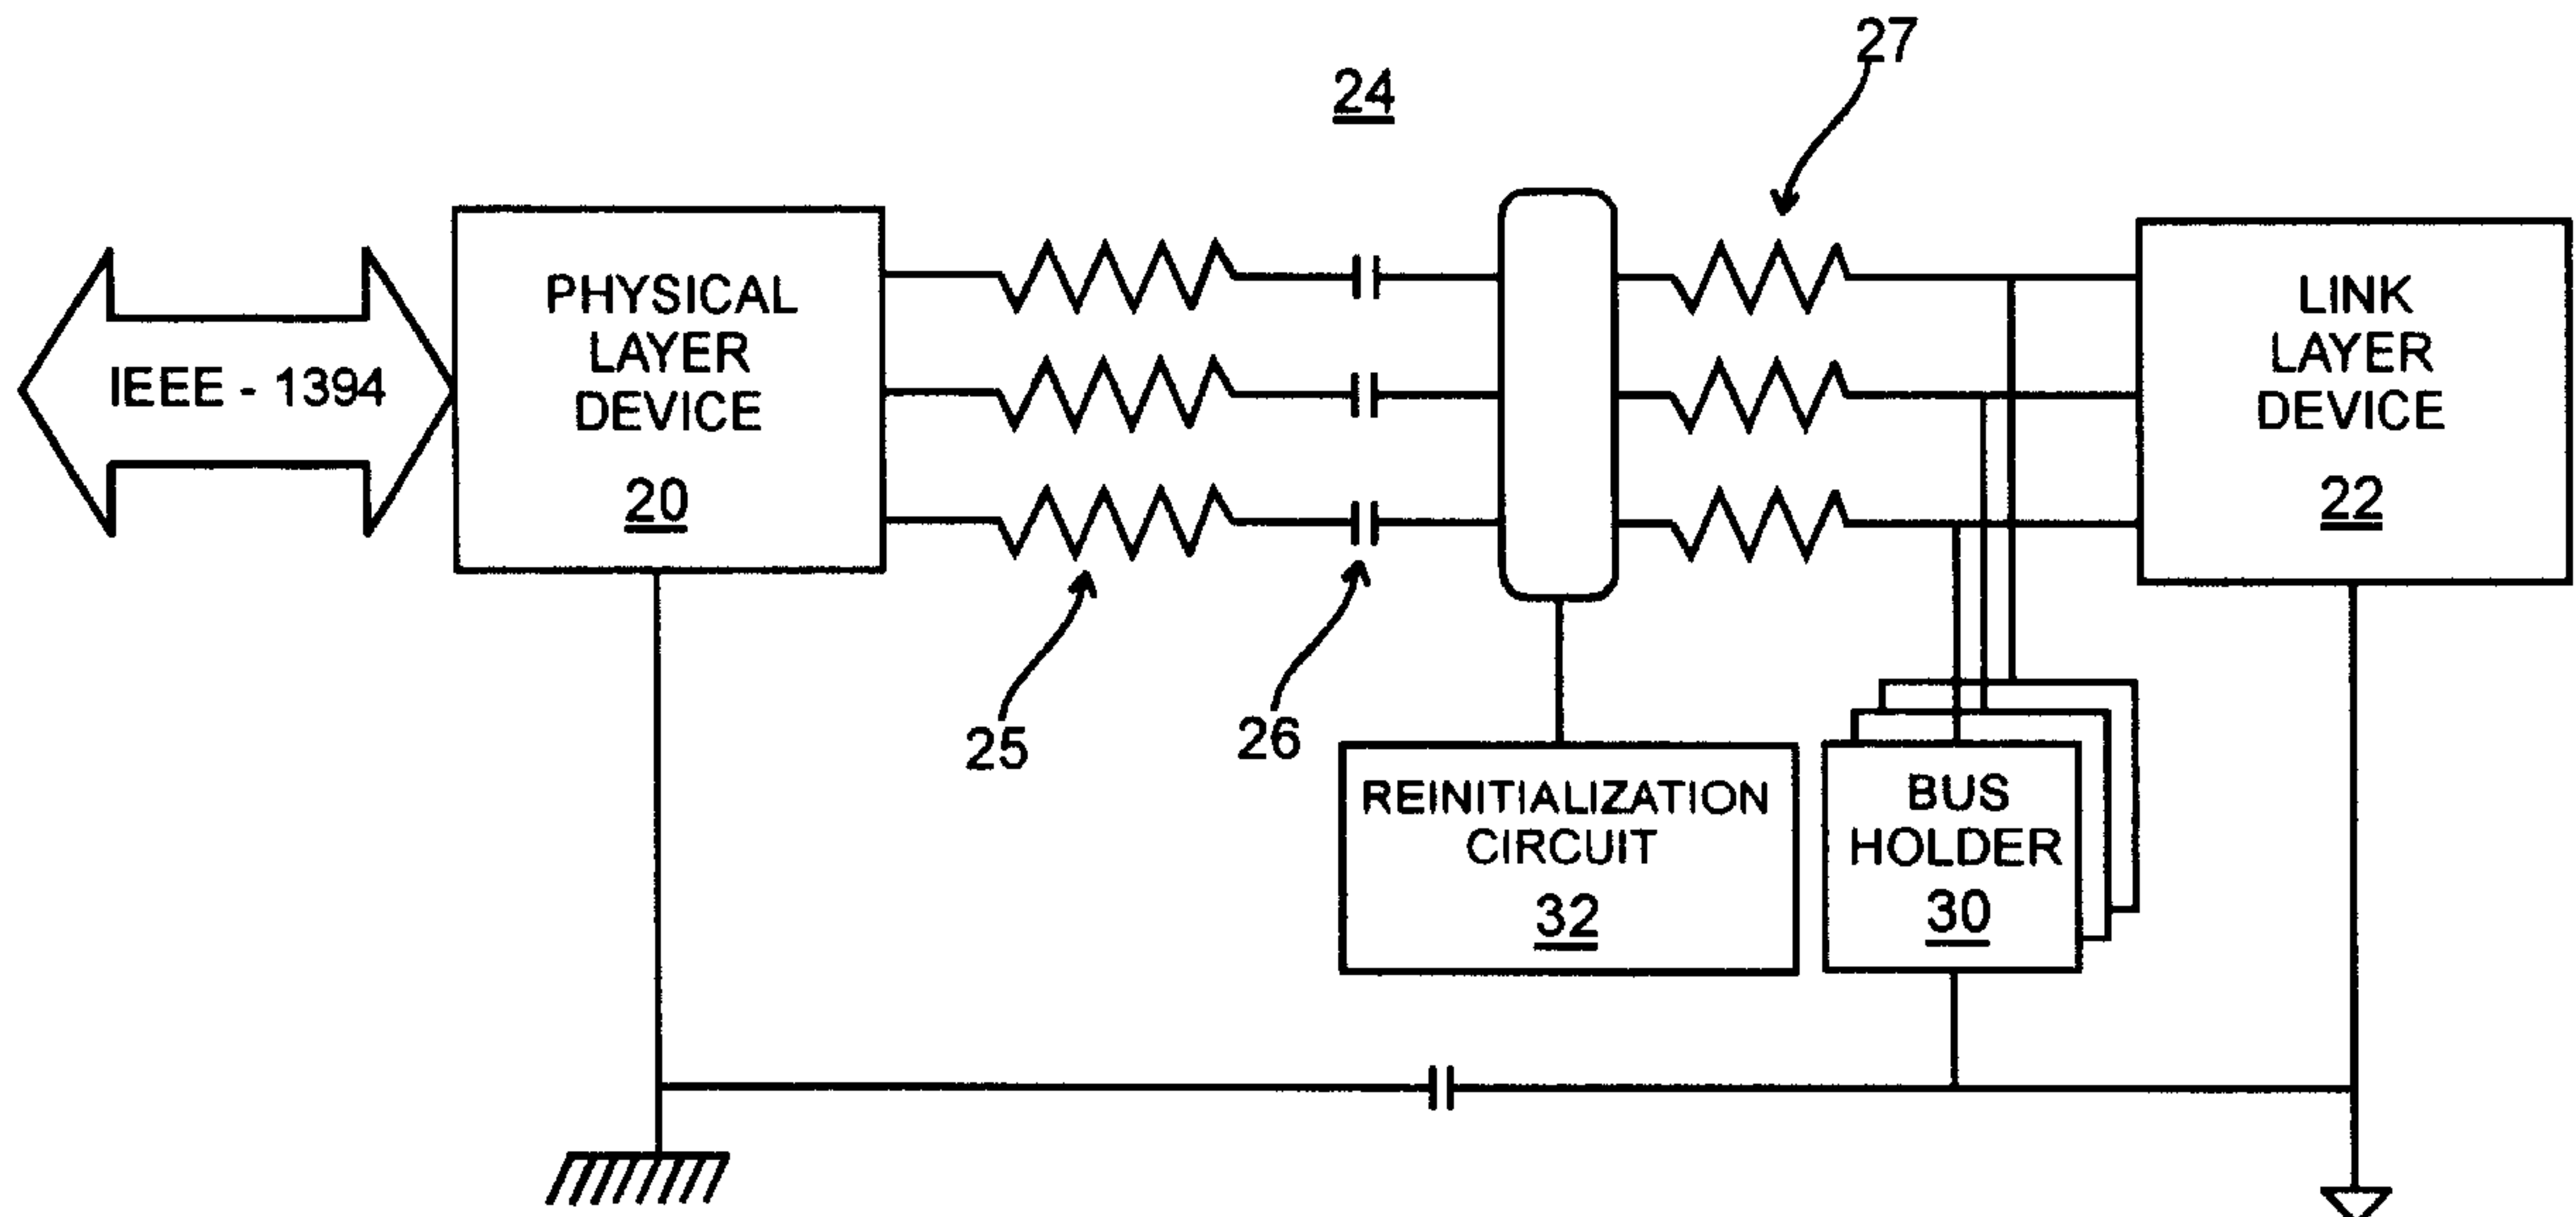 27
24
IEEE - 1394
PHYSICAL
LAYER
DEVICE
20
LINK
LAYER
DEVICE
22
25
26
REINITIALIZATION
CIRCUIT
32
BUS
HOLDER
30